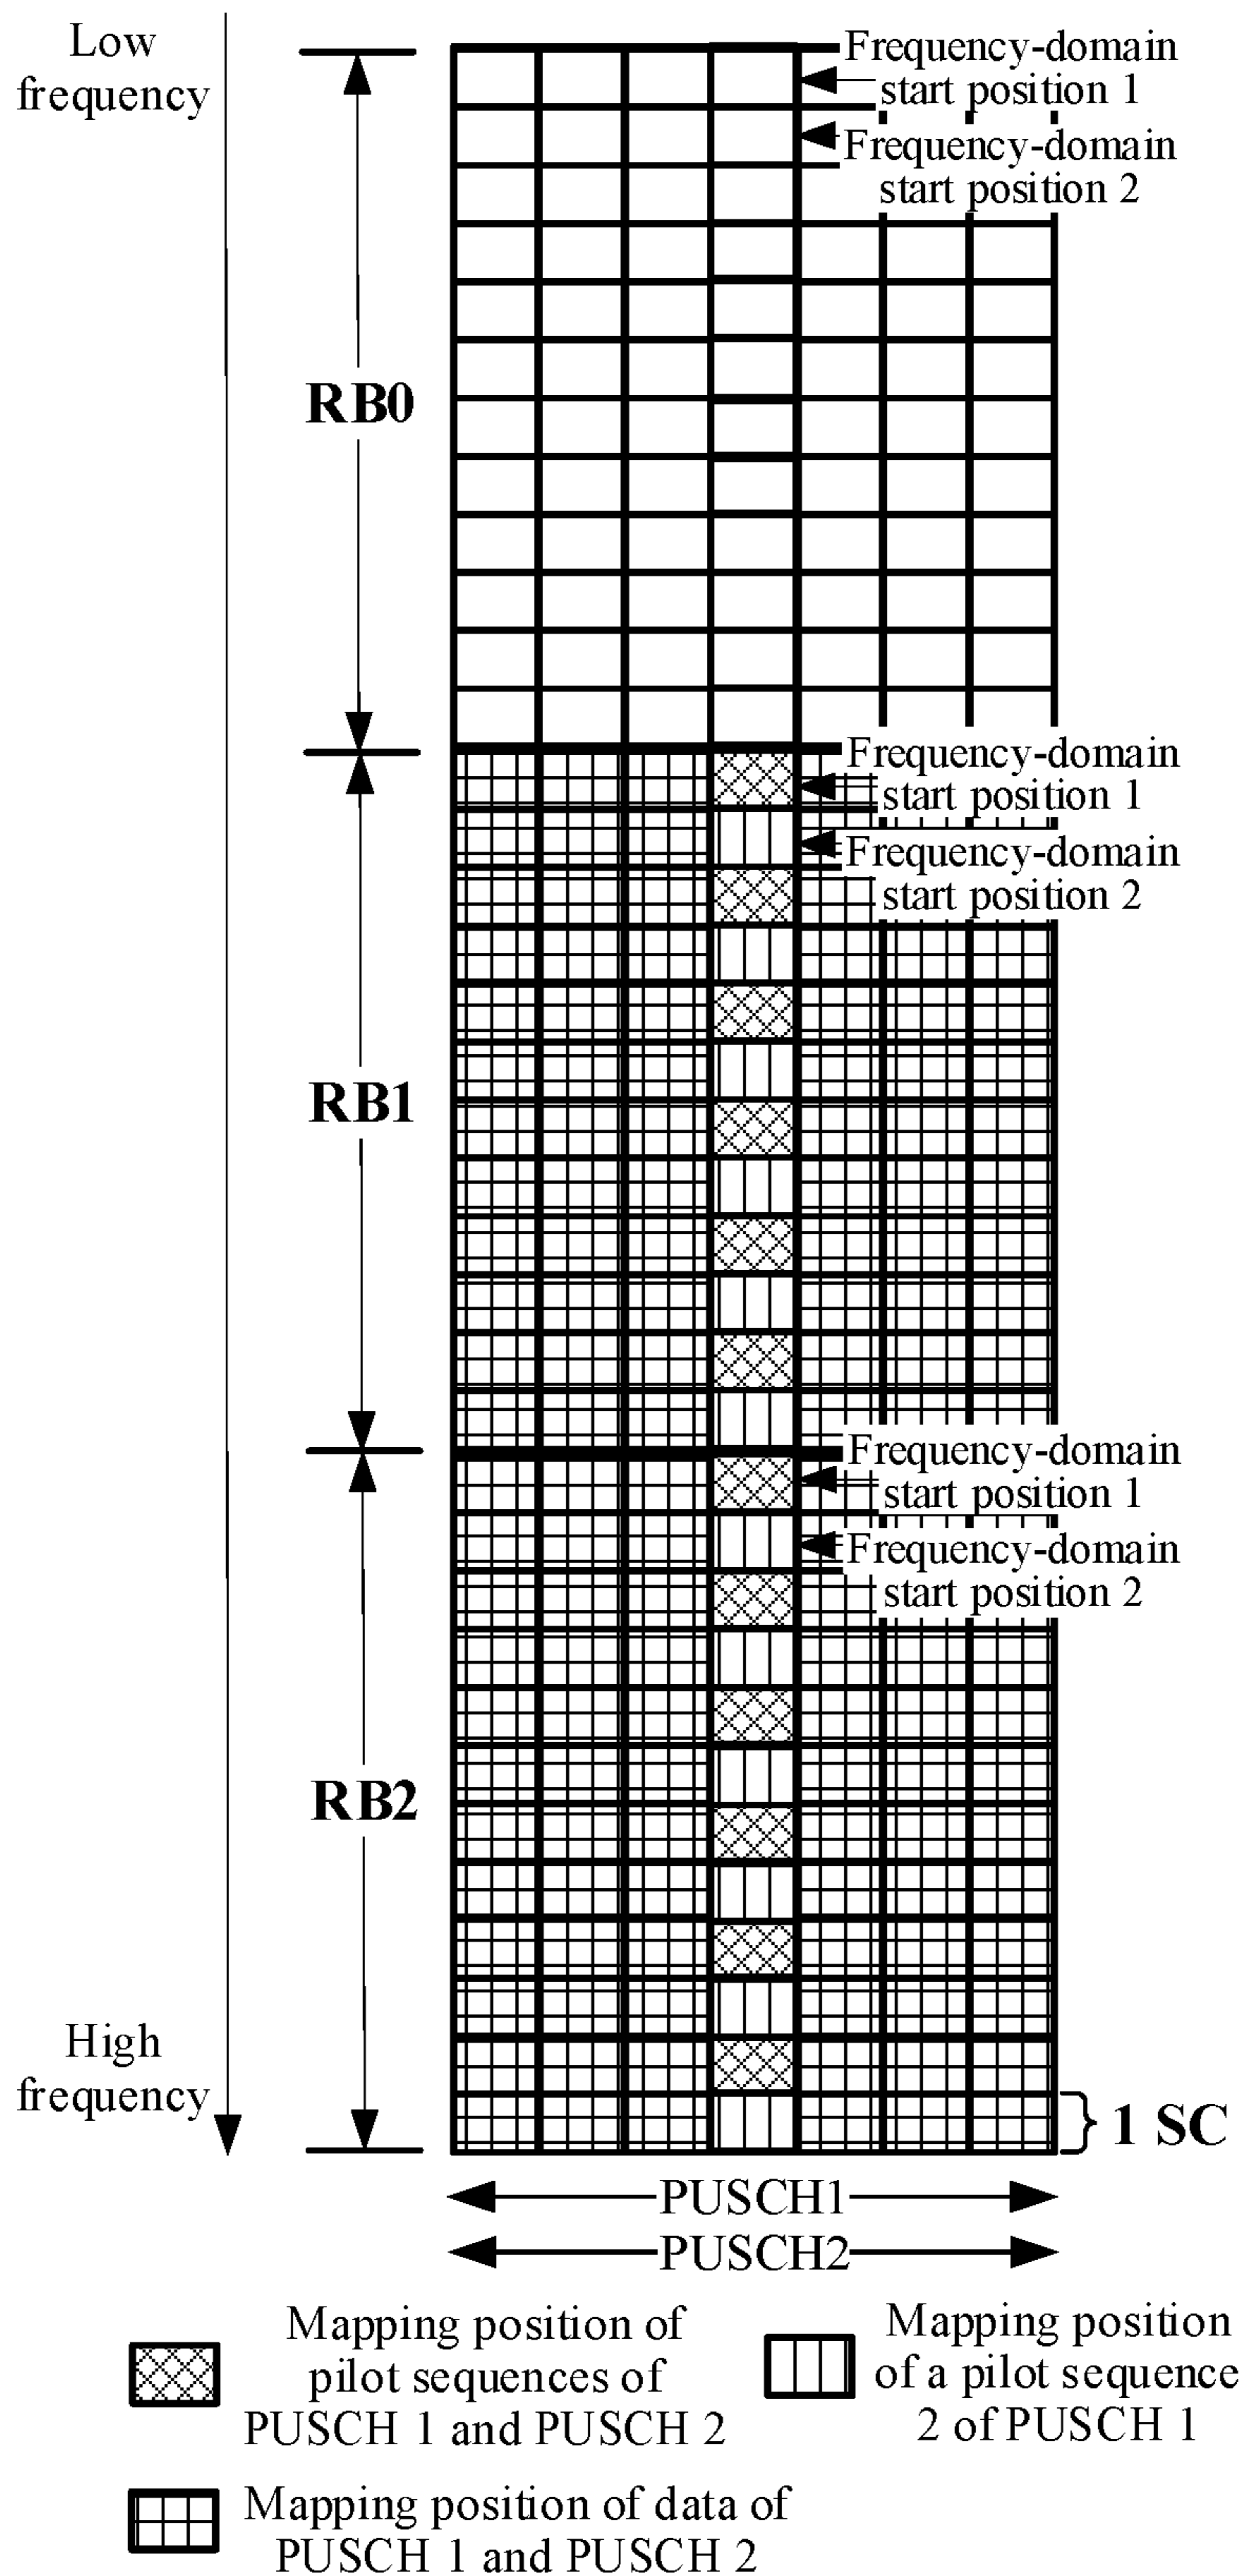 Low
frequency
Frequency-domain
start position 1
Frequency-domain
start position 2
RB0
Frequency-domain
start position 1
Frequency-domain
start position 2
RB1
Frequency-domain
start position 1
Frequency-domain
start position 2
RB2
High
frequency
1 SC
PUSCH1
PUSCH2
Mapping position of
pilot sequences of
PUSCH 1 and PUSCH 2
Mapping position
of a pilot sequence
2 of PUSCH 1
Mapping position of data of
PUSCH 1 and PUSCH 2